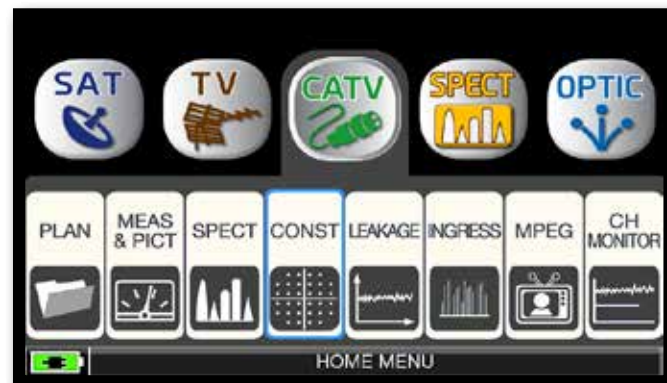 SAT TV CATV SPECT OPTIC
PLAN MEAS & PICT SPECT CONST LEAKAGE INGRESS MPEG CH MONITOR
HOME MENU